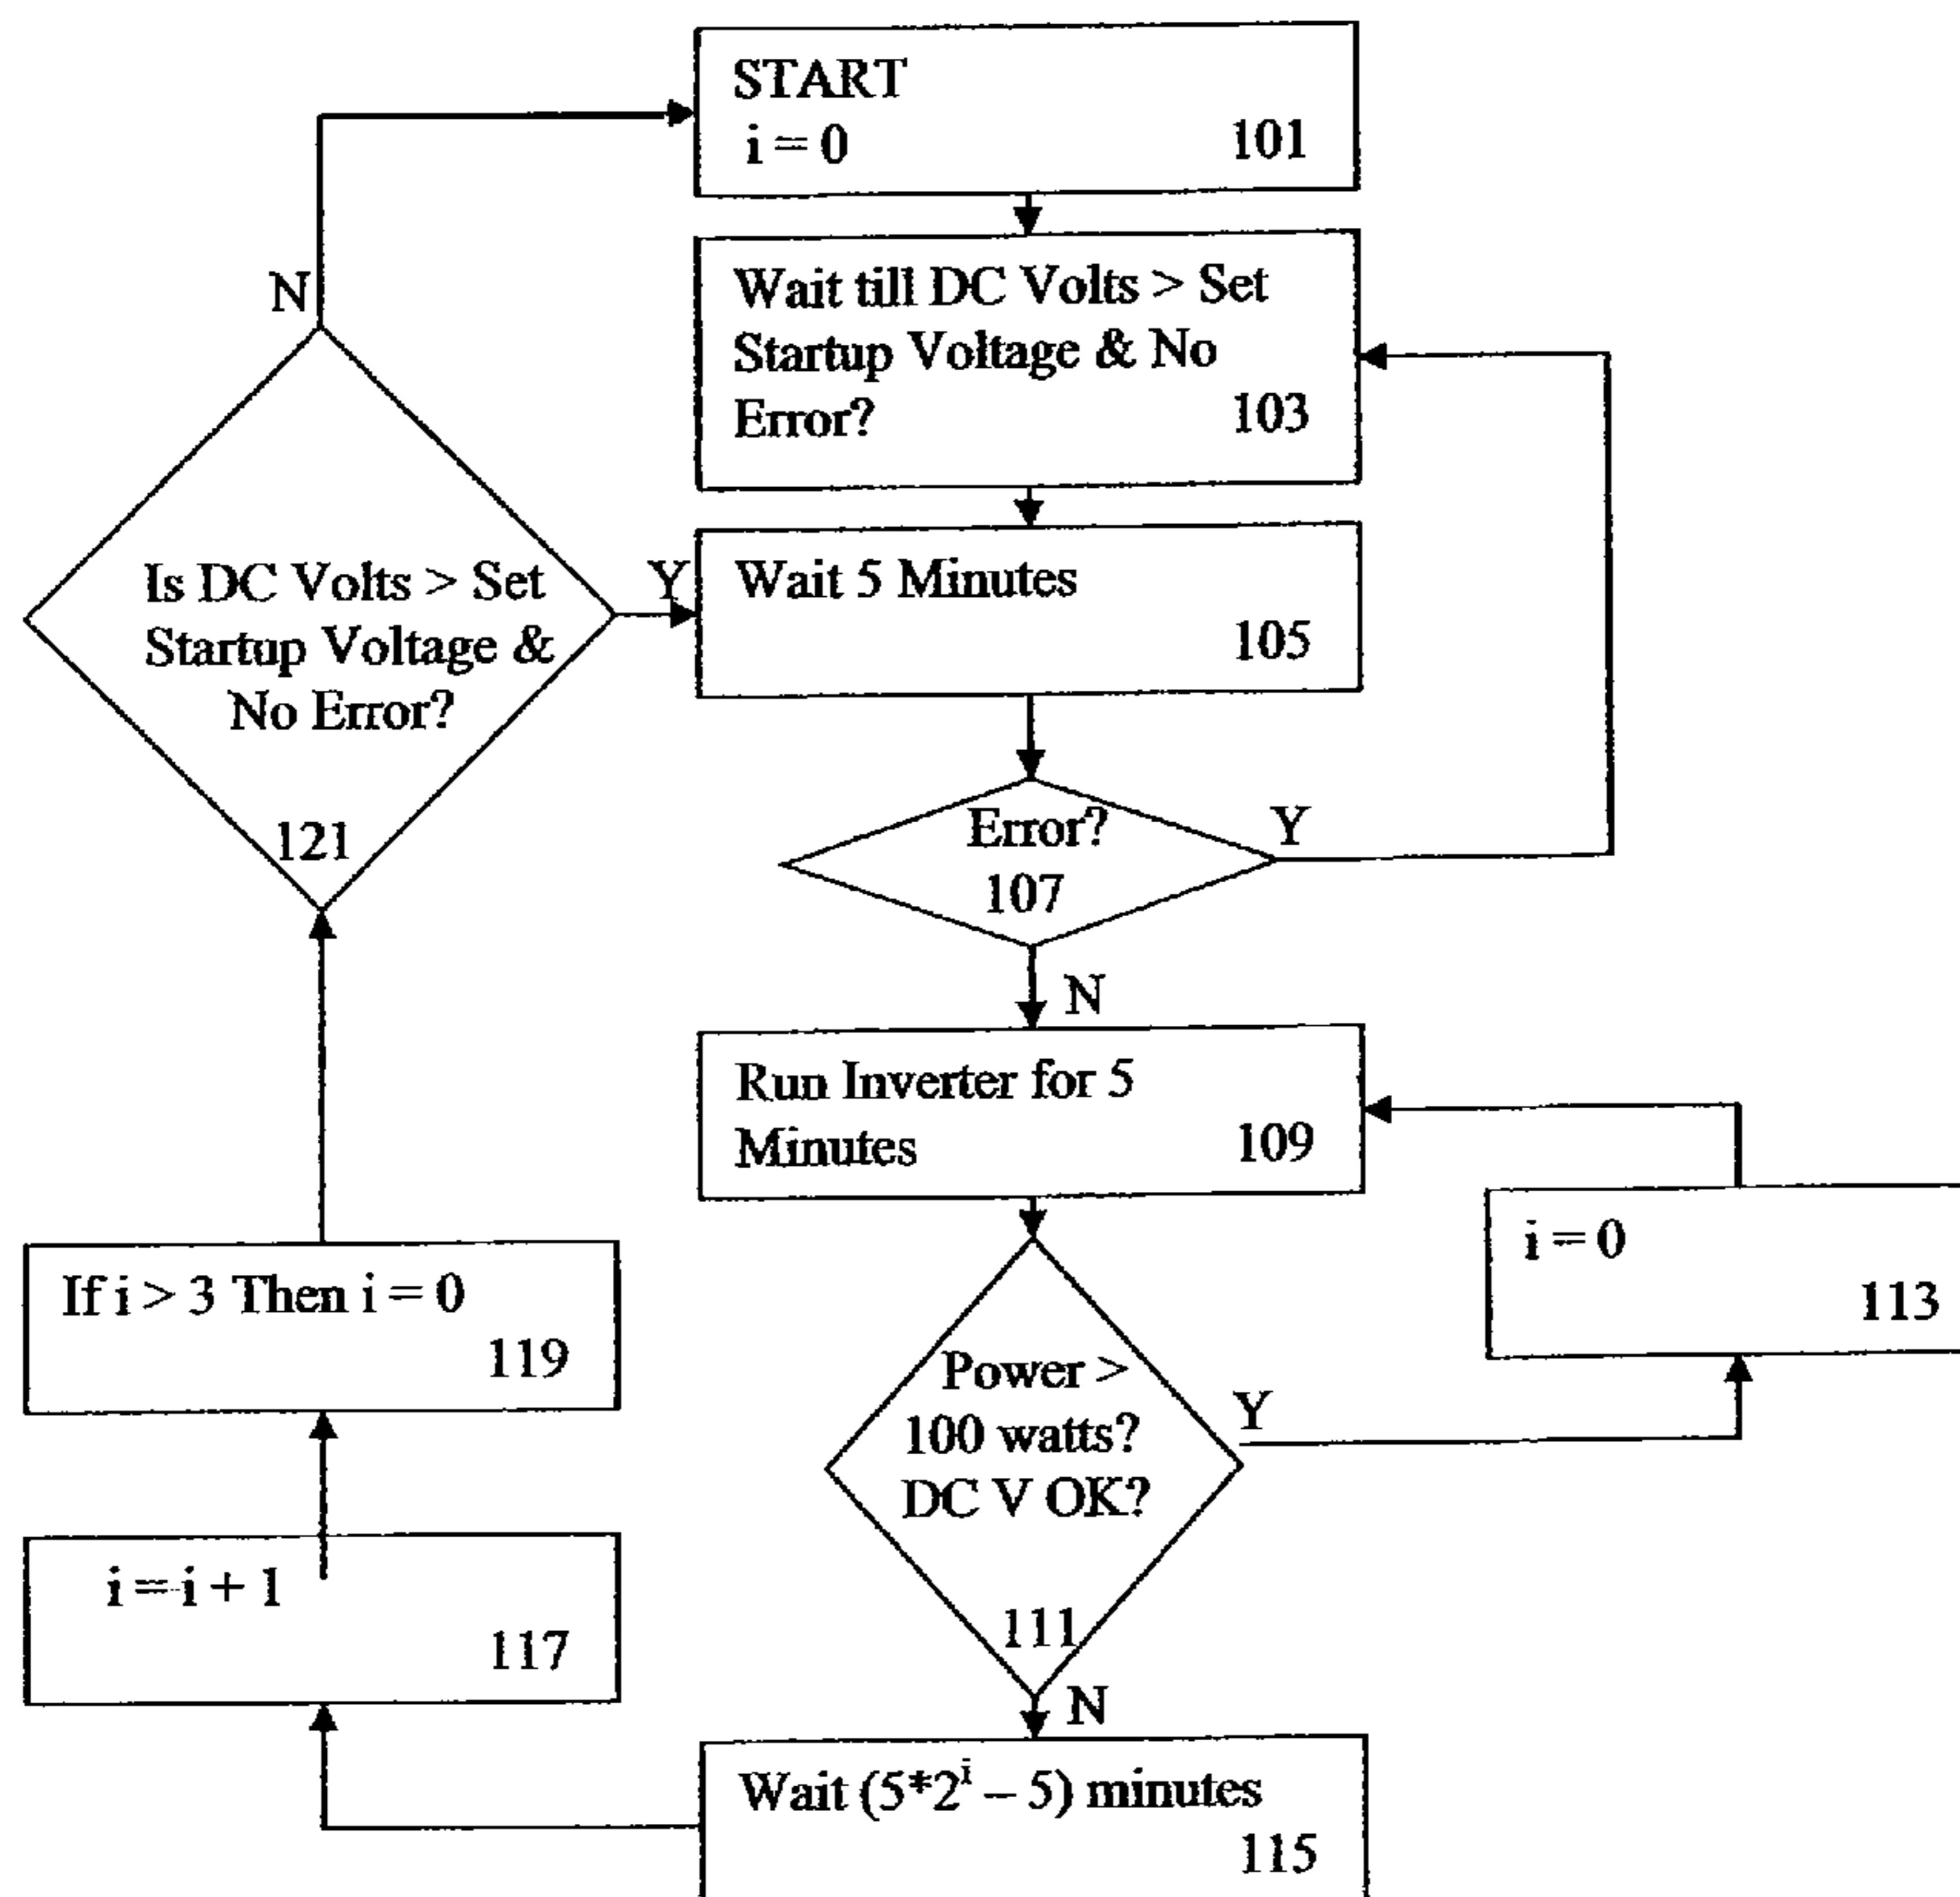 START
i = 0
101
Wait till DC Volts > Set
Startup Voltage & No
Error?
103
N
Is DC Volts > Set
Startup Voltage &
No Error?
121
Y
Wait 5 Minutes
105
Error?
107
Y
N
Run Inverter for 5
Minutes
109
i = 0
113
Power >
100 watts?
DC V OK?
111
Y
N
If i > 3 Then i = 0
119
i = i + 1
117
Wait (5*2^i – 5) minutes
115